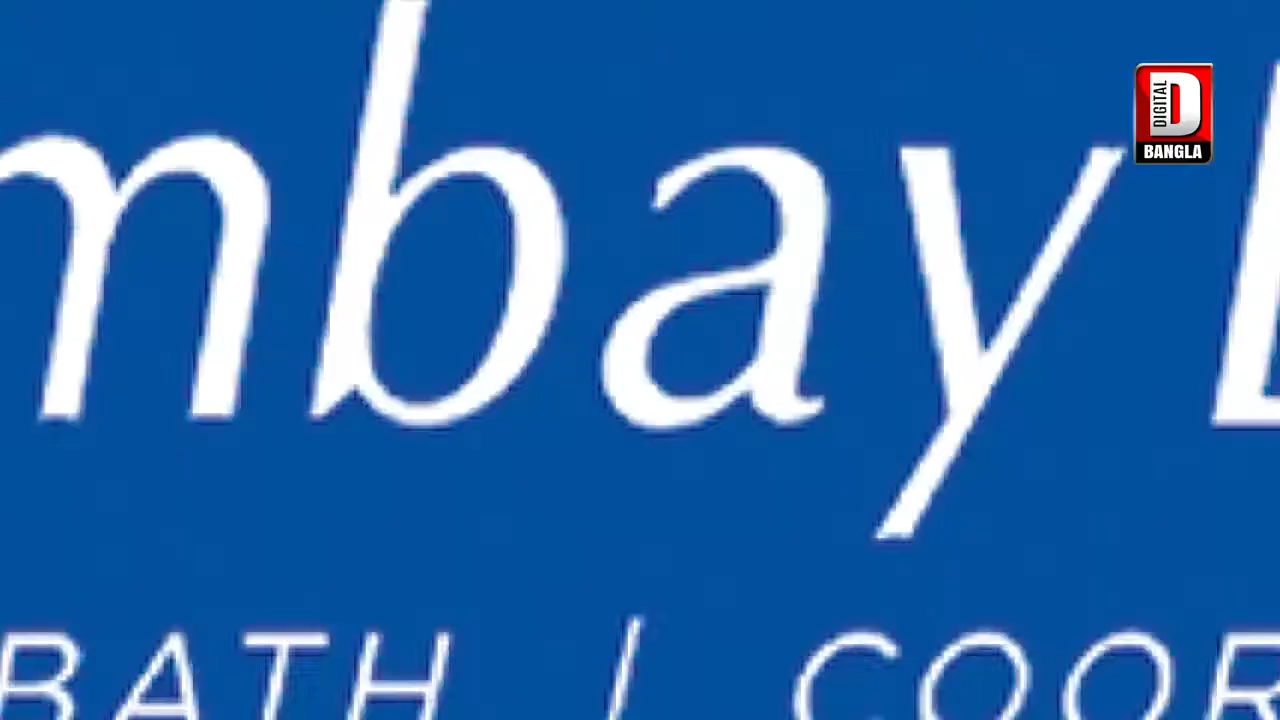 DIGITAL
D
BANGLA
mbay
BATH | COOR